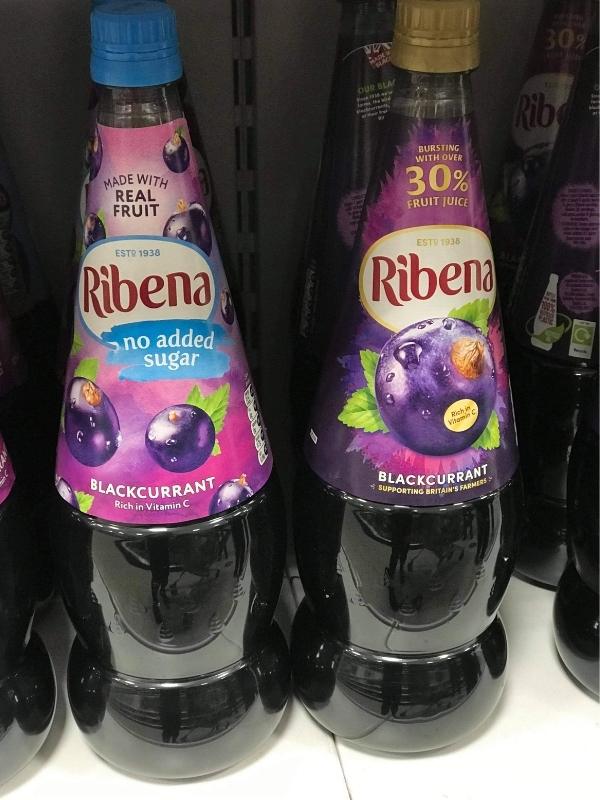 MADE WITH
REAL
FRUIT
ESTD 1938
Ribena
no added
sugar
BLACKCURRANT
Rich in Vitamin C
BURSTING
WITH OVER
30%
FRUIT JUICE
ESTD 1938
Ribena
Rich in
Vitamin C
BLACKCURRANT
SUPPORTING BRITAIN'S FARMERS
30%